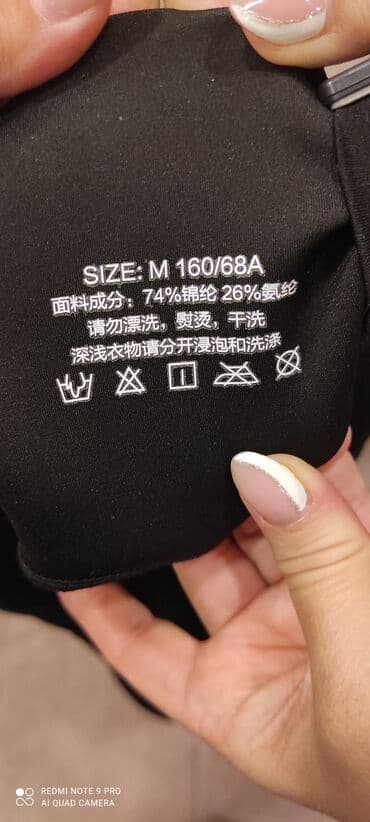 SIZE: M 160/68A
面料成分：74%锦纶 26%氨纶
请勿漂洗，熨烫，干洗
深浅衣物请分开浸泡和洗涤
REDMI NOTE 9 PRO
AI QUAD CAMERA